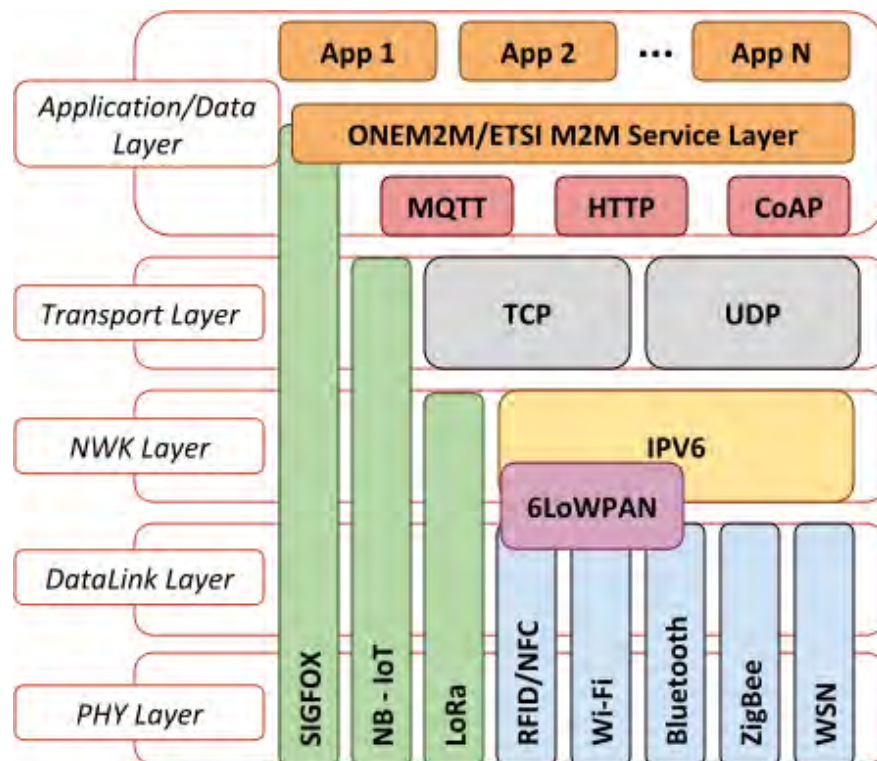 App 1
App 2
...
App N
Application/Data
Layer
ONEM2M/ETSI M2M Service Layer
MQTT
HTTP
CoAP
Transport Layer
TCP
UDP
NWK Layer
IPV6
6LoWPAN
DataLink Layer
PHY Layer
SIGFOX
NB - IoT
LoRa
RFID/NFC
Wi-Fi
Bluetooth
ZigBee
WSN